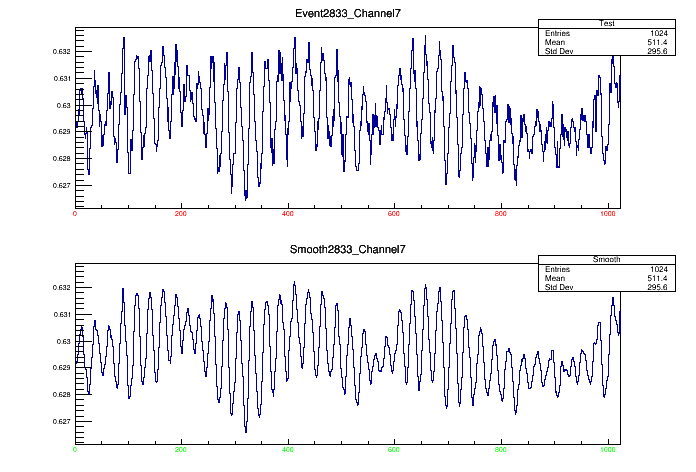 Event2833_Channel7
Test
Entries 1024
Mean 511.4
Std Dev 295.6
0.632
0.631
0.63
0.629
0.628
0.627
0 200 400 600 800 1000
Smooth2833_Channel7
Smooth
Entries 1024
Mean 511.4
Std Dev 295.6
0.632
0.631
0.63
0.629
0.628
0.627
0 200 400 600 800 1000